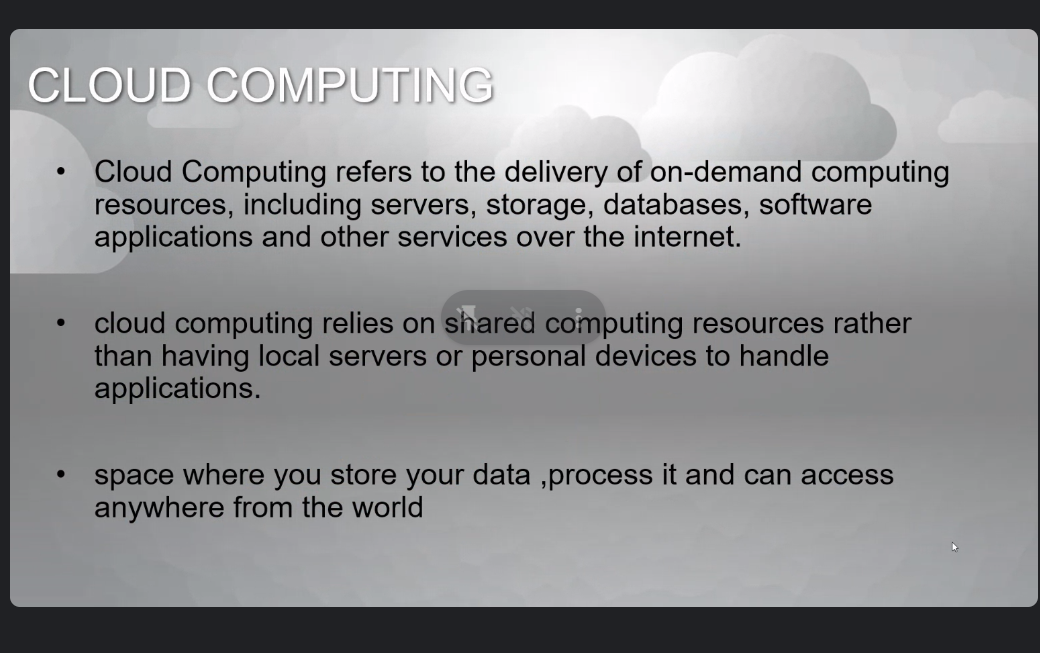 CLOUD COMPUTING
• Cloud Computing refers to the delivery of on-demand computing
resources, including servers, storage, databases, software
applications and other services over the internet.
• cloud computing relies on shared computing resources rather
than having local servers or personal devices to handle
applications.
• space where you store your data ,process it and can access
anywhere from the world